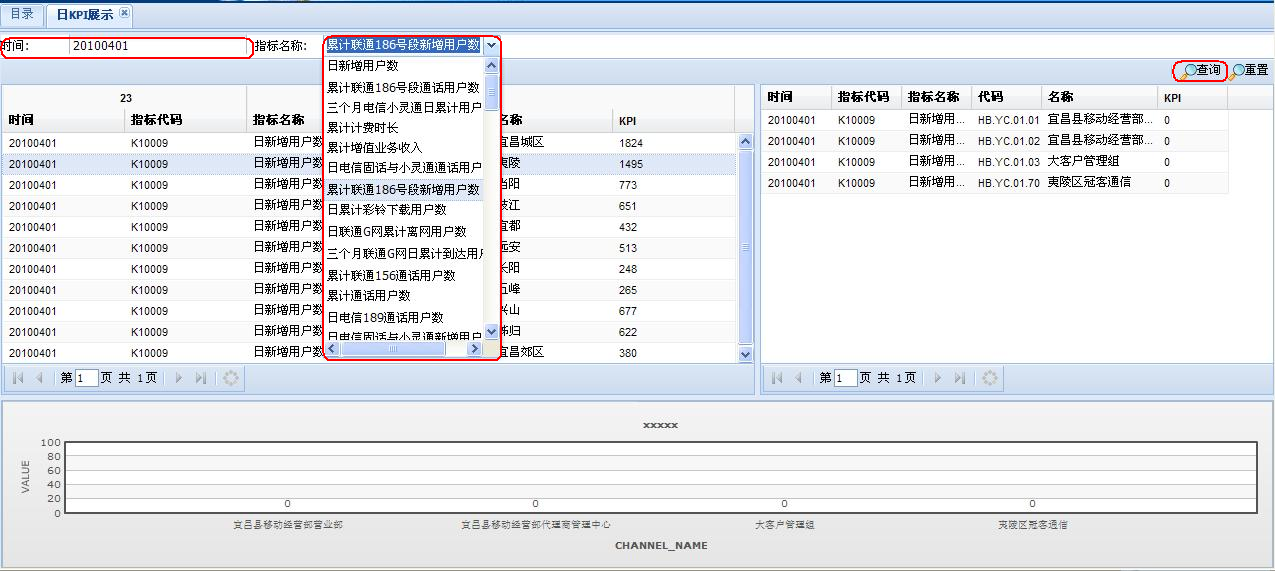 目录 日KPI展示
时间: 20100401 指标名称: 累计联通186号段新增用户数
查询 重置
日新增用户数
累计联通186号段通话用户数
三个月电信小灵通日累计用户
累计计费时长
累计增值业务收入
日电信固话与小灵通通话用户
累计联通186号段新增用户数
日累计彩铃下载用户数
日联通G网累计离网用户数
三个月联通G网日累计到达用户
累计联通156通话用户数
累计通话用户数
日电信189通话用户数
日电信固话与小灵通新增用户
23
时间 指标代码 指标名称 名称 KPI
20100401 K10009 日新增用户数 宜昌城区 1824
20100401 K10009 日新增用户数 夷陵 1495
20100401 K10009 日新增用户数 当阳 773
20100401 K10009 日新增用户数 枝江 651
20100401 K10009 日新增用户数 宜都 432
20100401 K10009 日新增用户数 远安 513
20100401 K10009 日新增用户数 长阳 248
20100401 K10009 日新增用户数 五峰 265
20100401 K10009 日新增用户数 兴山 677
20100401 K10009 日新增用户数 秭归 622
20100401 K10009 日新增用户数 宜昌郊区 380
第 1 页 共 1页
时间 指标代码 指标名称 代码 名称 KPI
20100401 K10009 日新增用... HB.YC.01.01 宜昌县移动经营部... 0
20100401 K10009 日新增用... HB.YC.01.02 宜昌县移动经营部... 0
20100401 K10009 日新增用... HB.YC.01.03 大客户管理组 0
20100401 K10009 日新增用... HB.YC.01.70 夷陵区冠客通信 0
第 1 页 共 1页
xxxxx
VALUE
100
80
60
40
20
0
0 0 0 0
宜昌县移动经营部营业部 宜昌县移动经营部代理商管理中心 大客户管理组 夷陵区冠客通信
CHANNEL_NAME